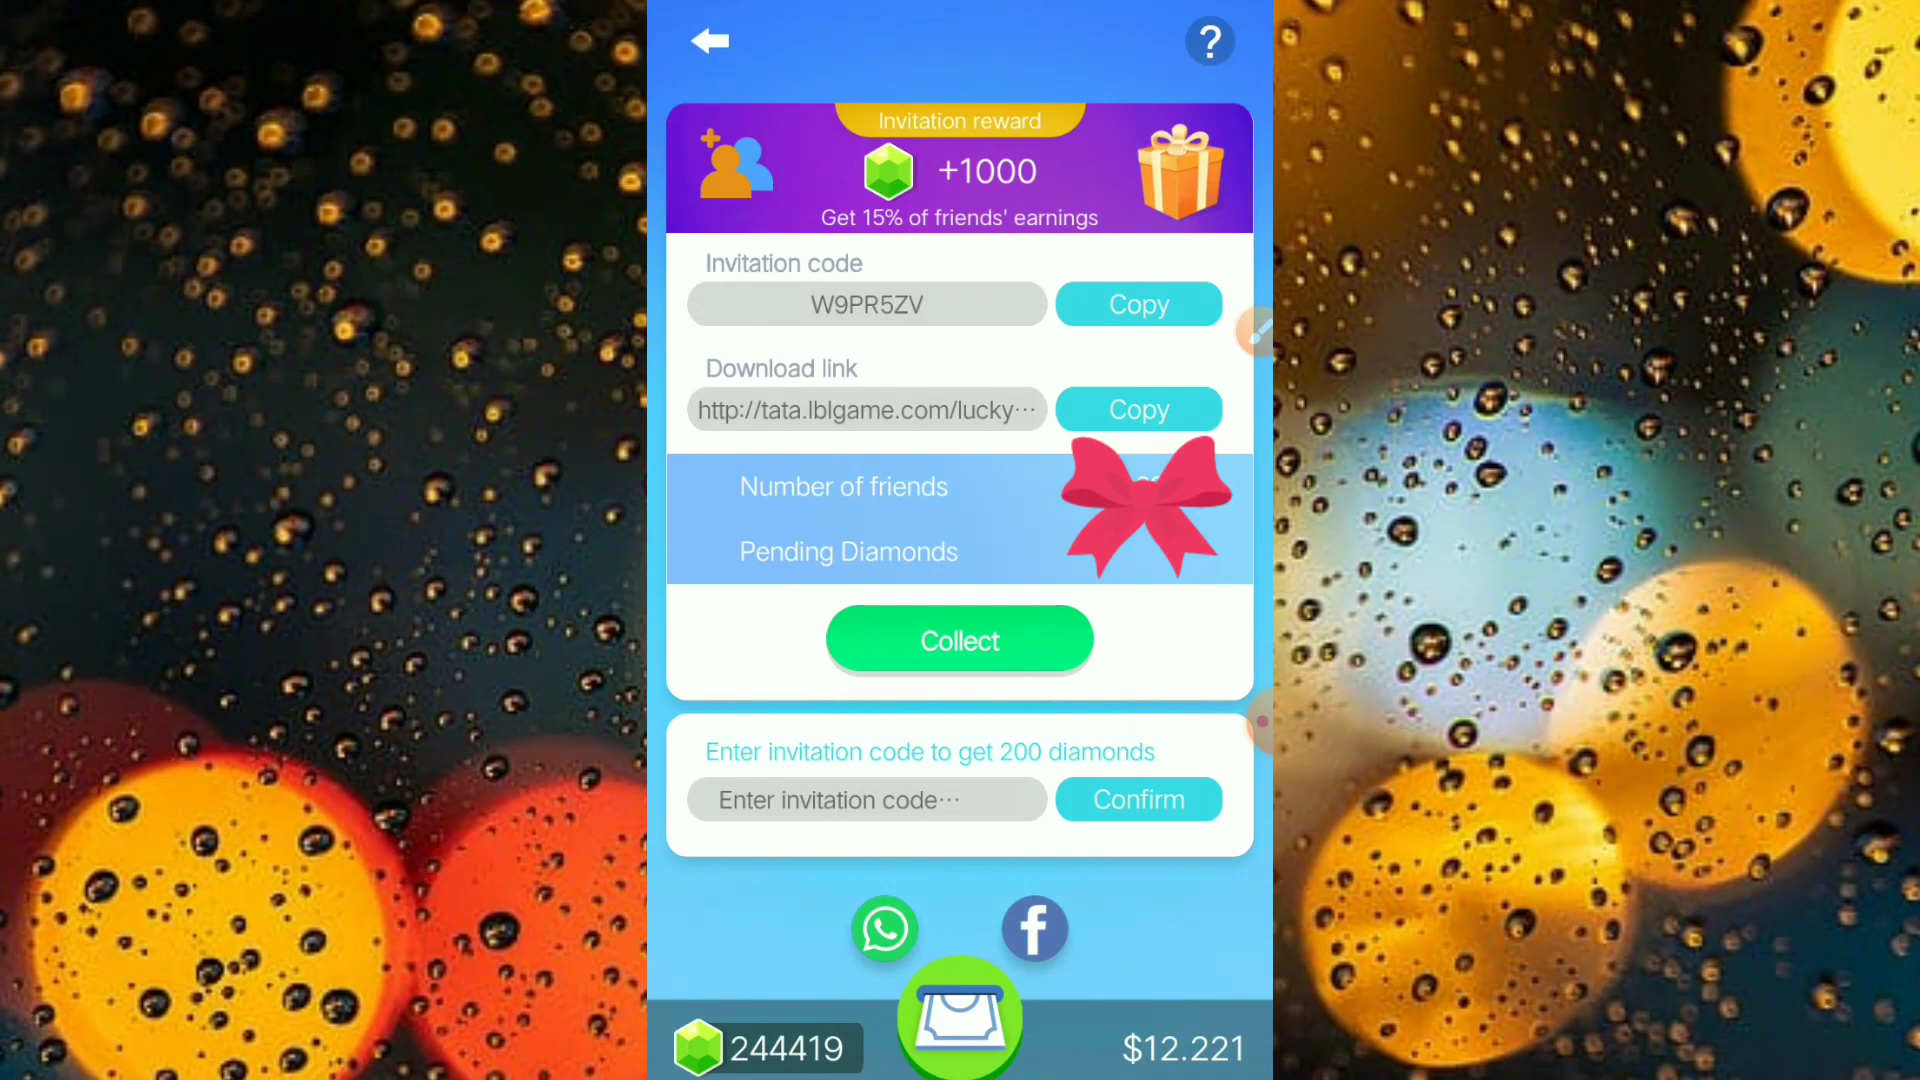 ?
Invitation reward
+1000
Get 15% of friends' earnings
Invitation code
W9PR5ZV Copy
Download link
http://tata.lblgame.com/lucky··· Copy
Number of friends
Pending Diamonds
Collect
Enter invitation code to get 200 diamonds
Enter invitation code··· Confirm
244419 $12.221